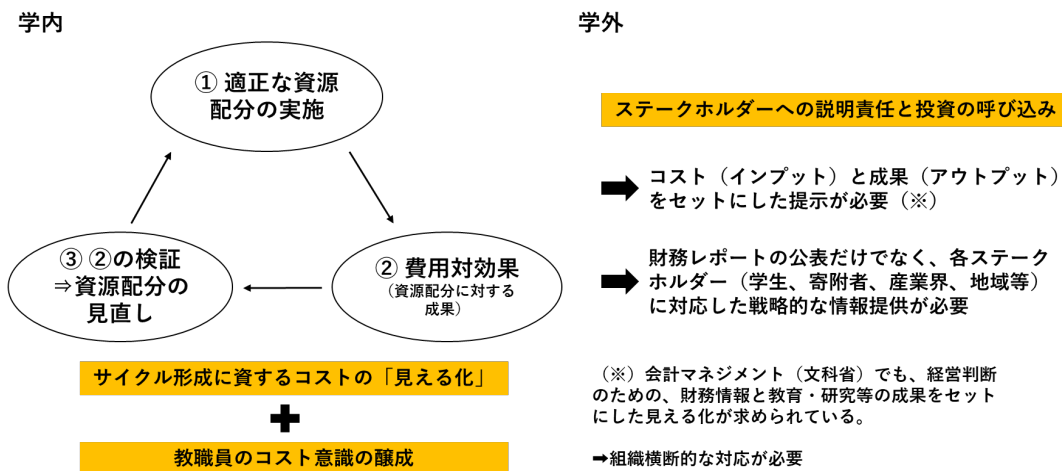 学内
① 適正な資源
配分の実施
③ ②の検証
⇒資源配分の
見直し
② 費用対効果
(資源配分に対する
成果)
サイクル形成に資するコストの「見える化」
教職員のコスト意識の醸成
学外
ステークホルダーへの説明責任と投資の呼び込み
コスト（インプット）と成果（アウトプット）
をセットにした提示が必要（※）
財務レポートの公表だけでなく、各ステーク
ホルダー（学生、寄附者、産業界、地域等）
に対応した戦略的な情報提供が必要
（※）会計マネジメント（文科省）でも、経営判断
のための、財務情報と教育・研究等の成果をセット
にした見える化が求められている。
➡組織横断的な対応が必要